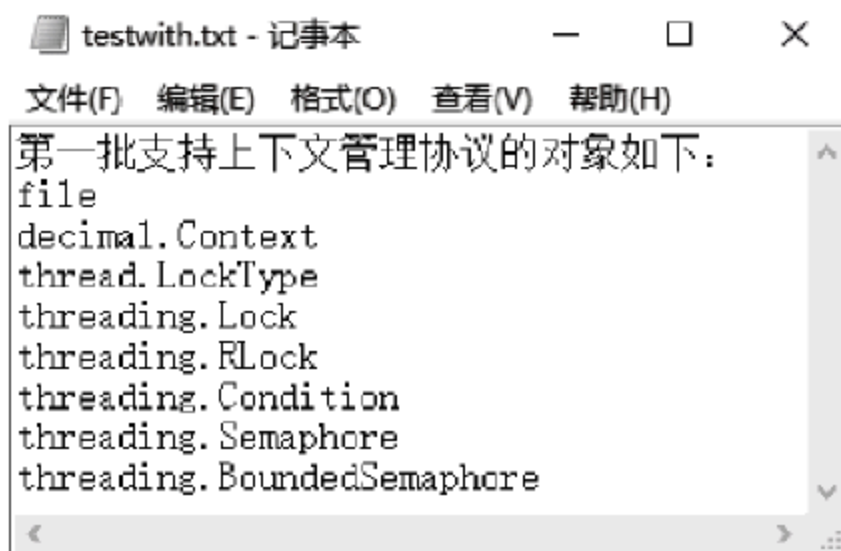 testwith.txt - 记事本
文件(F) 编辑(E) 格式(O) 查看(V) 帮助(H)
第一批支持上下文管理协议的对象如下：
file
decimal.Context
thread.LockType
threading.Lock
threading.RLock
threading.Condition
threading.Semaphore
threading.BoundedSemaphore